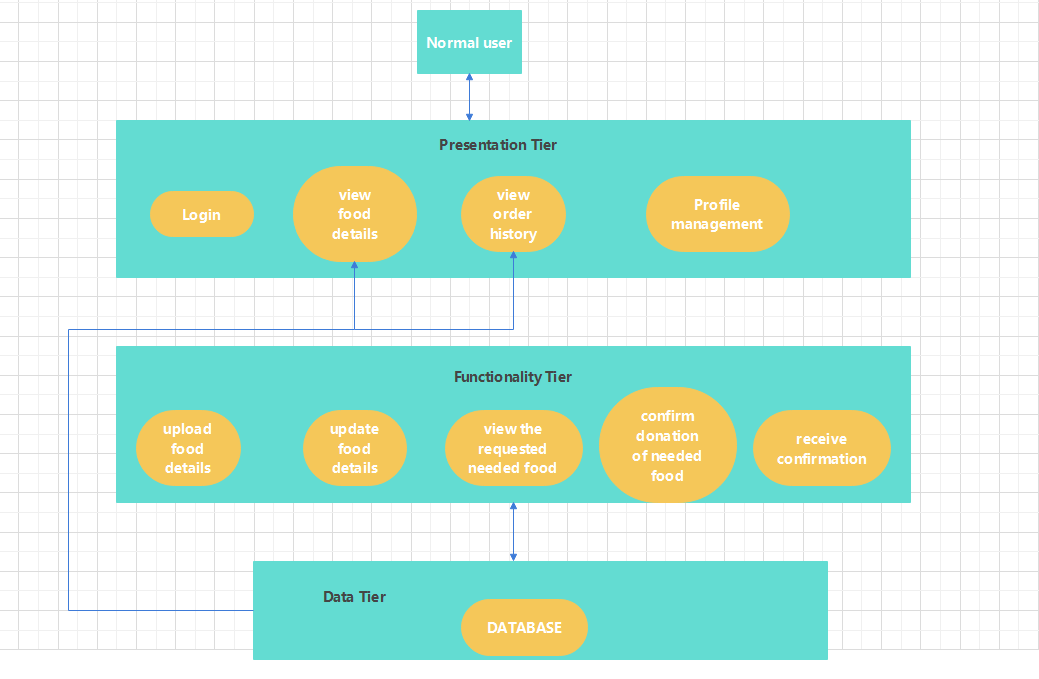 Normal user
Presentation Tier
Login
view
food
details
view
order
history
Profile
management
Functionality Tier
upload
food
details
update
food
details
view the
requested
needed food
confirm
donation
of needed
food
receive
confirmation
Data Tier
DATABASE